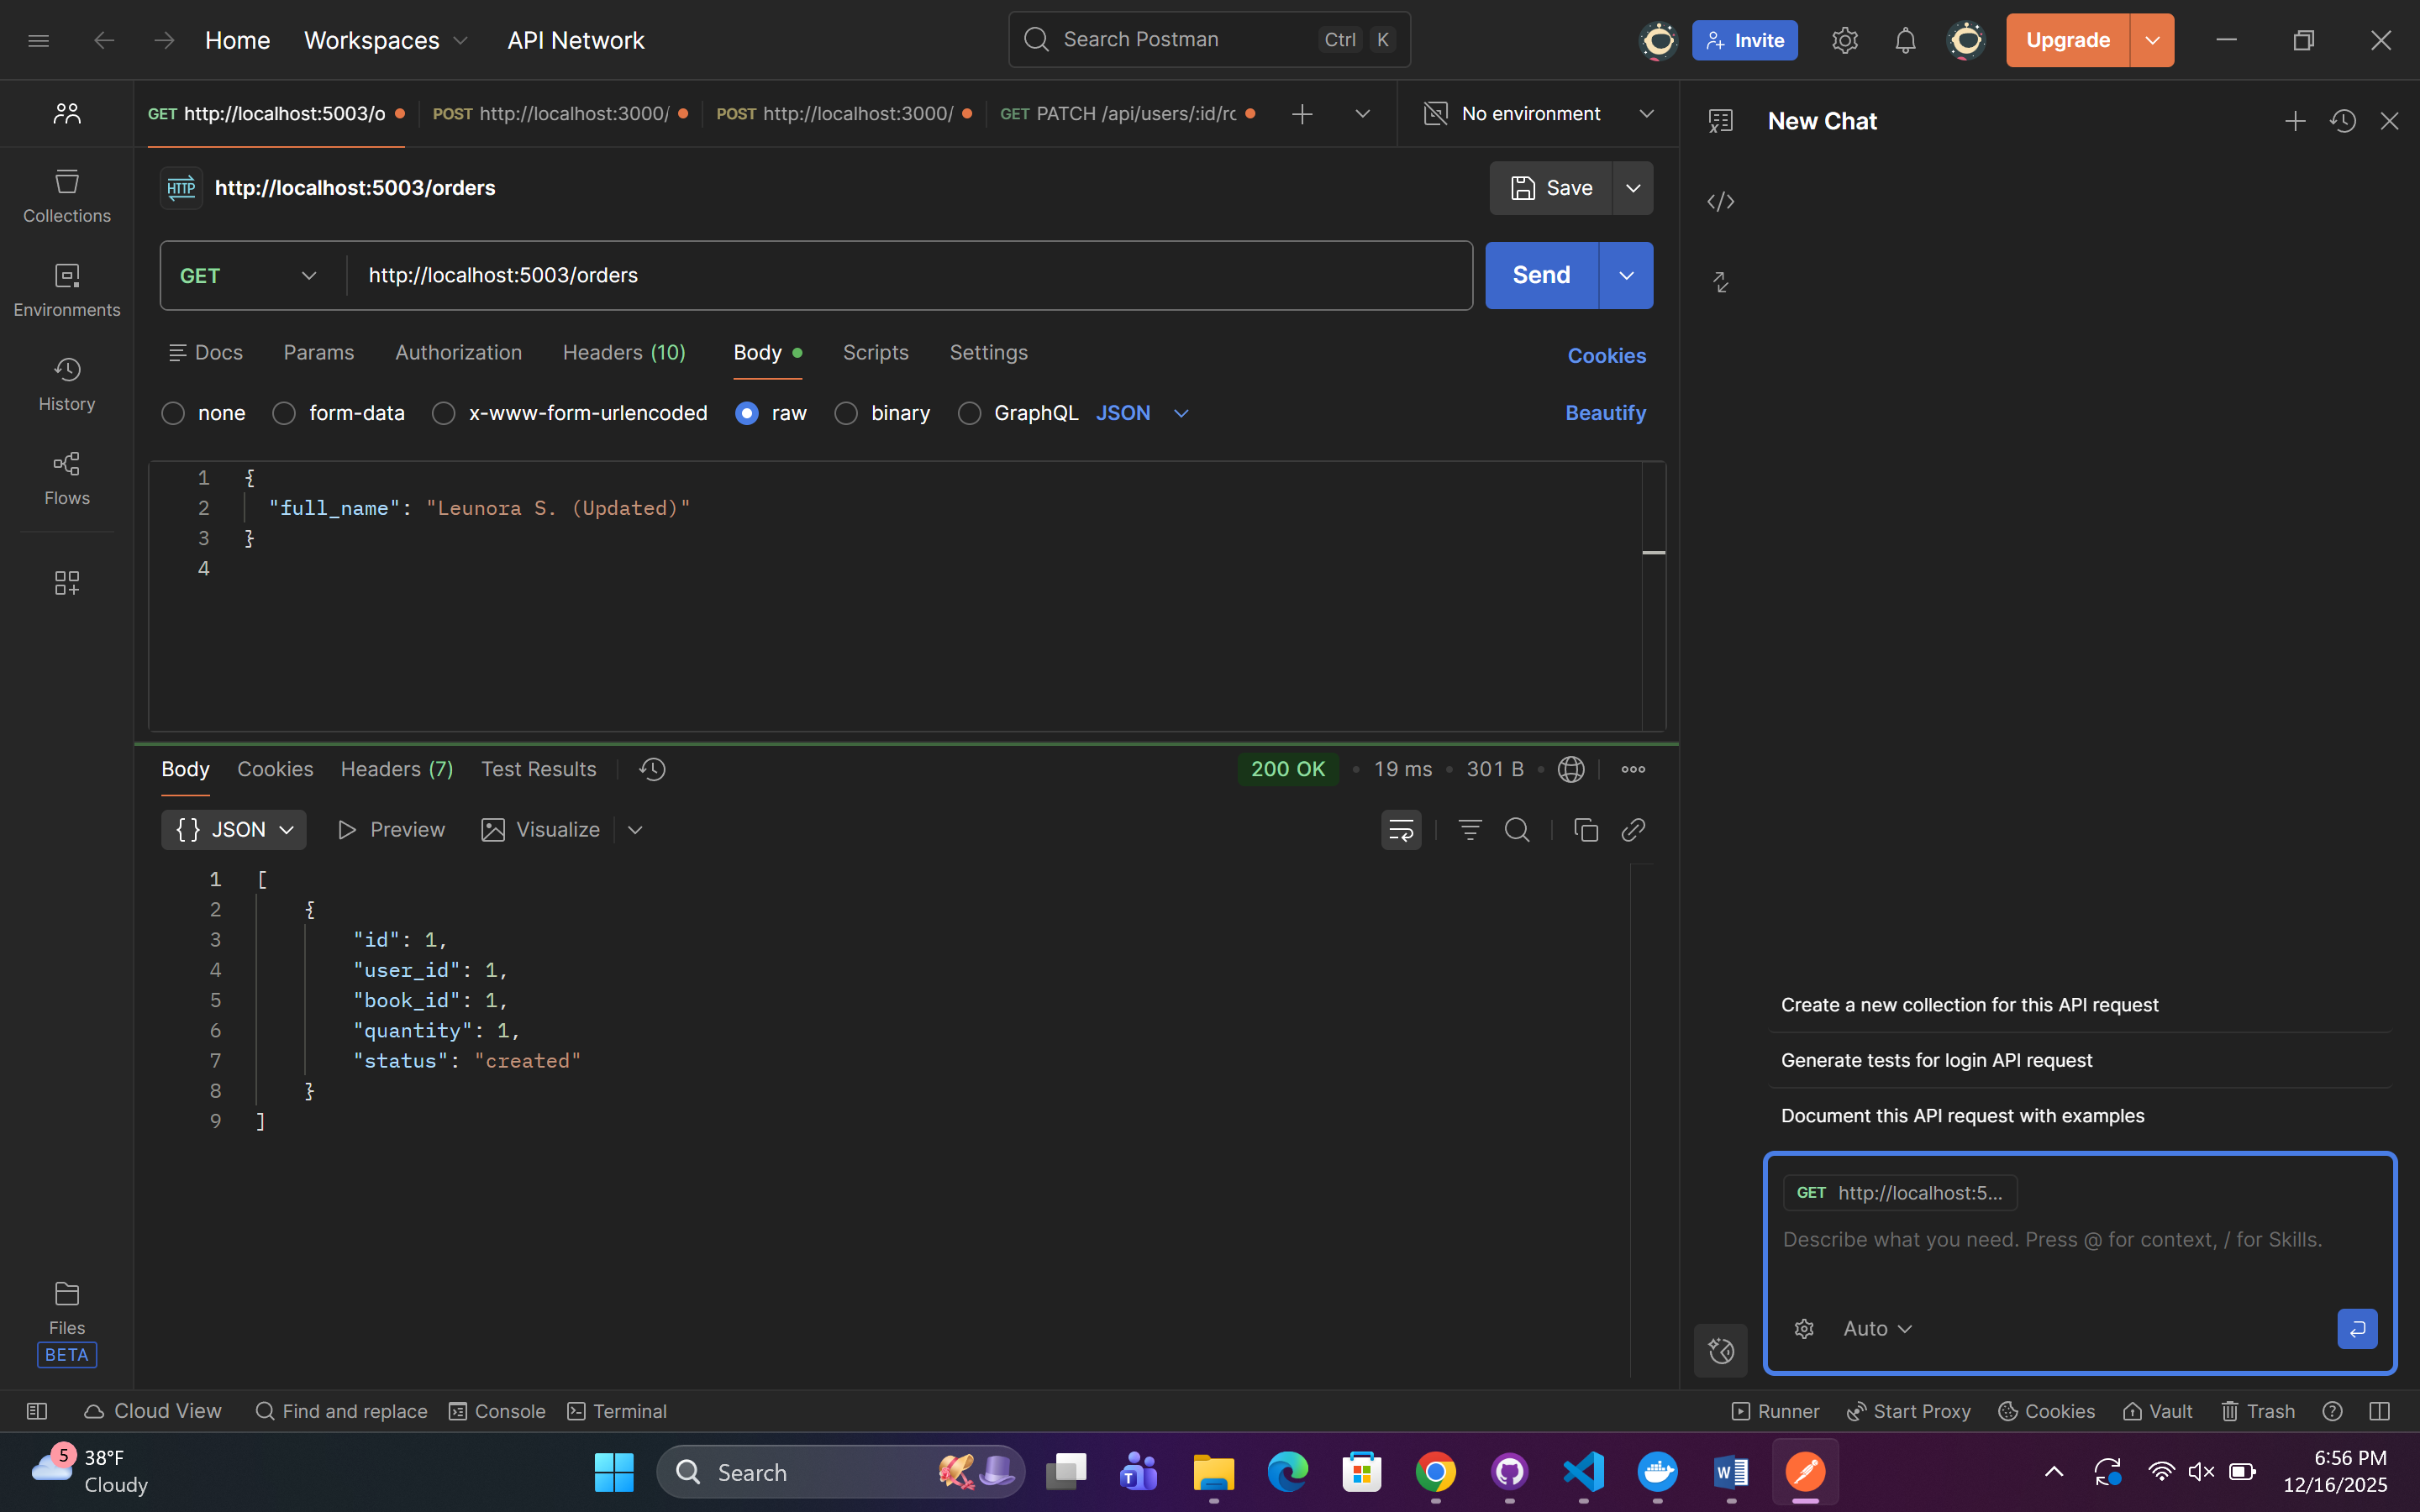 Home Workspaces API Network Search Postman Ctrl K Invite Upgrade
GET http://localhost:5003/o POST http://localhost:3000/ POST http://localhost:3000/ GET PATCH /api/users/:id/rc No environment New Chat
HTTP http://localhost:5003/orders Save
Collections
GET http://localhost:5003/orders Send
Environments
Docs Params Authorization Headers (10) Body Scripts Settings Cookies
History
none form-data x-www-form-urlencoded raw binary GraphQL JSON Beautify
Flows
1 {
2 "full_name": "Leunora S. (Updated)"
3 }
4
Body Cookies Headers (7) Test Results 200 OK 19 ms 301 B
{ } JSON Preview Visualize
1 [
2 {
3 "id": 1,
4 "user_id": 1,
5 "book_id": 1,
6 "quantity": 1,
7 "status": "created"
8 }
9 ]
Create a new collection for this API request
Generate tests for login API request
Document this API request with examples
GET http://localhost:5...
Describe what you need. Press @ for context, / for Skills.
Auto
Files
BETA
Cloud View Find and replace Console Terminal Runner Start Proxy Cookies Vault Trash
5 38°F
Cloudy
Search
T
W
6:56 PM
12/16/2025